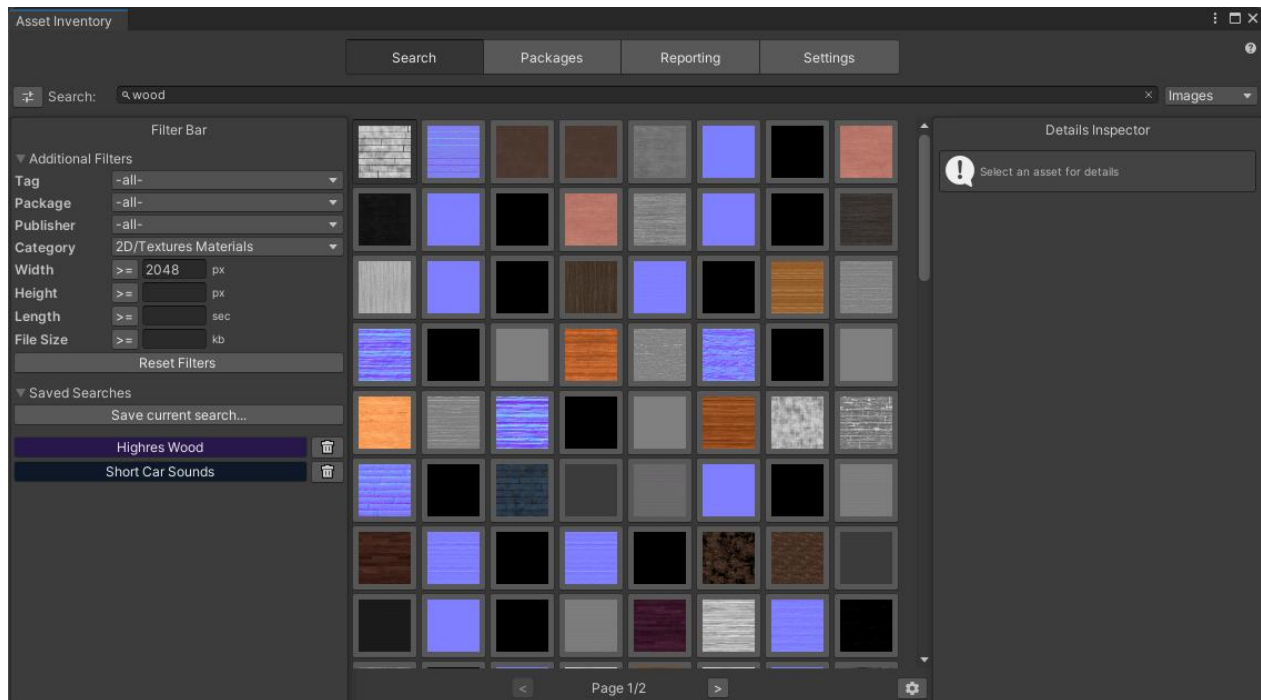 Asset Inventory
Search Packages Reporting Settings
Search: wood Images
Filter Bar
Additional Filters
Tag -all-
Package -all-
Publisher -all-
Category 2D/Textures Materials
Width >= 2048 px
Height >= px
Length >= sec
File Size >= kb
Reset Filters
Saved Searches
Save current search...
Highres Wood
Short Car Sounds
< Page 1/2 >
Details Inspector
Select an asset for details